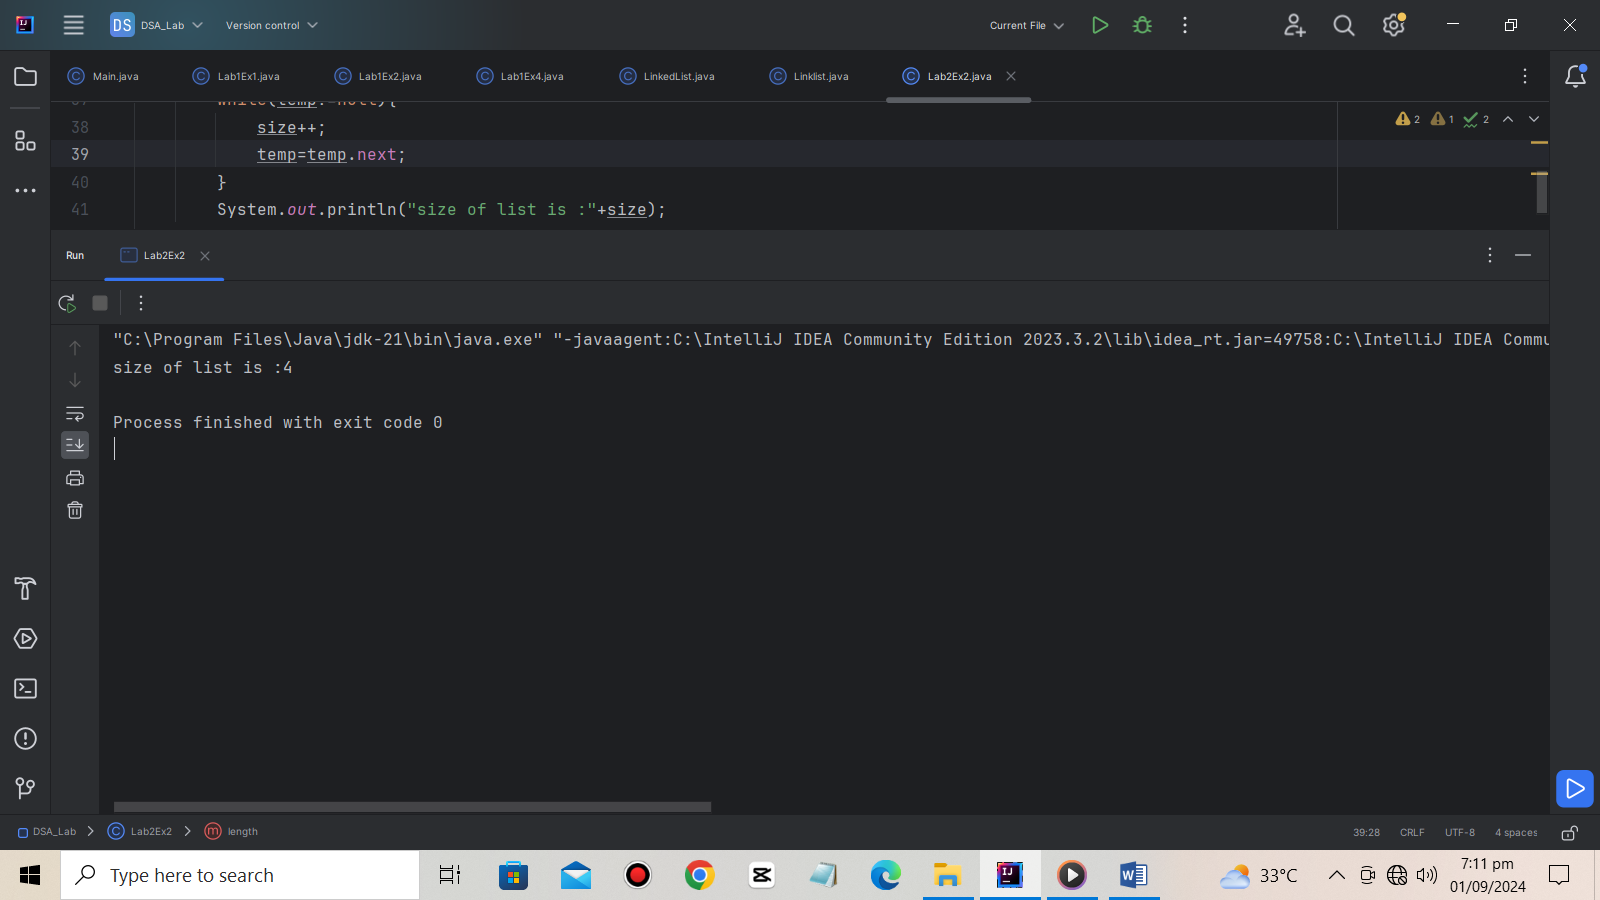 DS DSA_Lab Version control Current File
Main.java Lab1Ex1.java Lab1Ex2.java Lab1Ex4.java LinkedList.java Linklist.java Lab2Ex2.java
38 size++; 2 1 2
39 temp=temp.next;
40 }
41 System.out.println("size of list is :"+size);
Run Lab2Ex2
"C:\Program Files\Java\jdk-21\bin\java.exe" "-javaagent:C:\IntelliJ IDEA Community Edition 2023.3.2\lib\idea_rt.jar=49758:C:\IntelliJ IDEA Commu
size of list is :4
Process finished with exit code 0
DSA_Lab Lab2Ex2 length 39:28 CRLF UTF-8 4 spaces
Type here to search 33°C 7:11 pm
01/09/2024